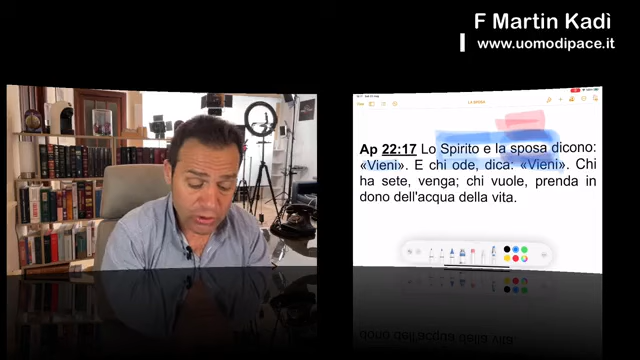 F Martin Kadì
www.uomodipace.it
LA SPOSA
Ap 22:17 Lo Spirito e la sposa dicono:
«Vieni». E chi ode, dica: «Vieni». Chi
ha sete, venga; chi vuole, prenda in
dono dell'acqua della vita.